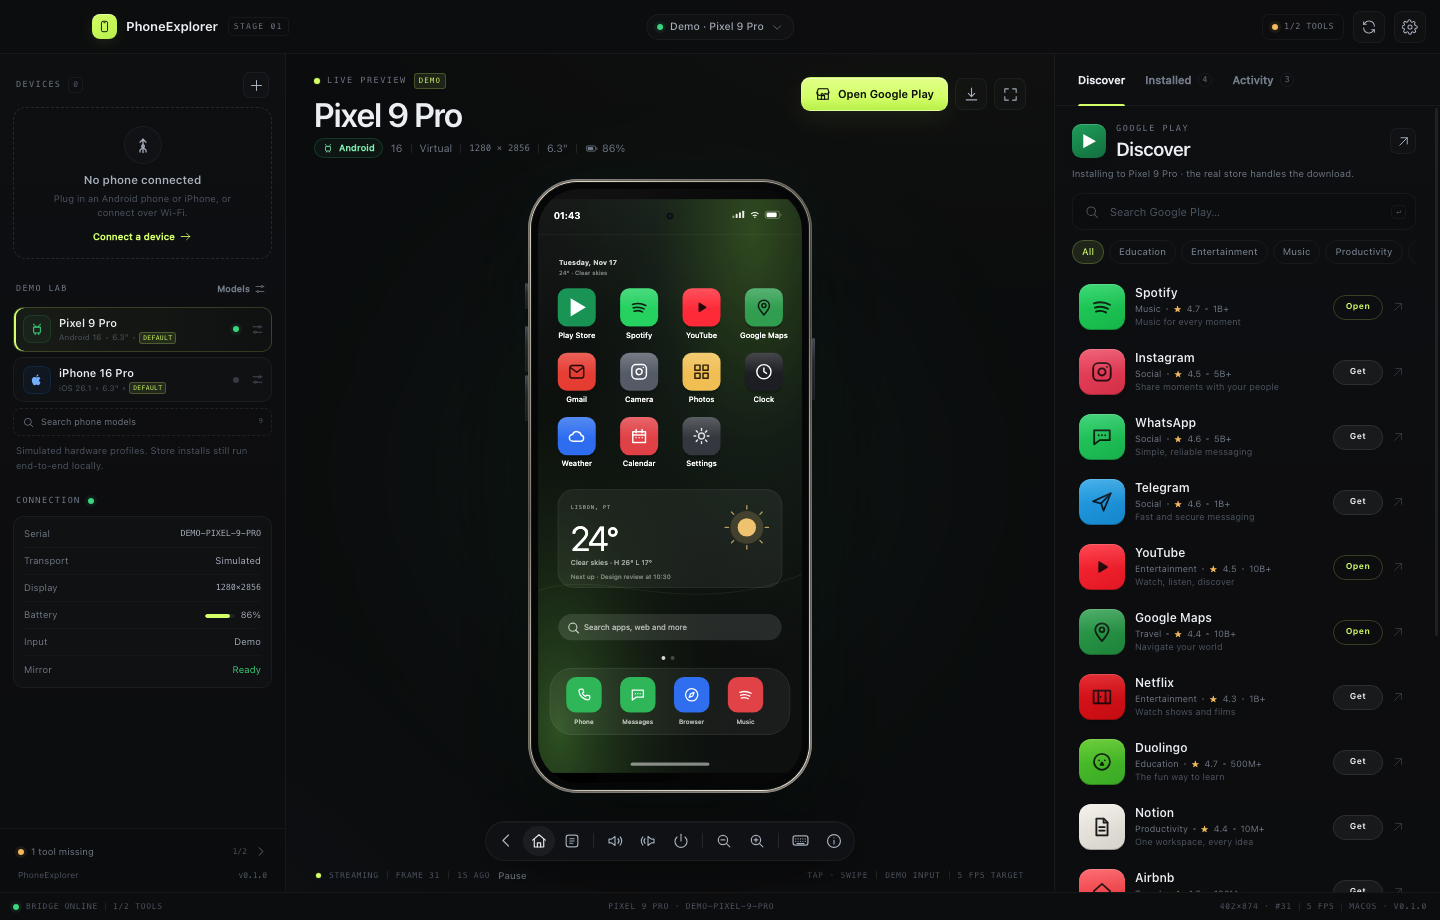 PhoneExplorer STAGE 01
Demo · Pixel 9 Pro
1/2 TOOLS
DEVICES 0
No phone connected
Plug in an Android phone or iPhone, or
connect over Wi-Fi.
Connect a device →
DEMO LAB Models
Pixel 9 Pro
Android 16 • 6.3" • DEFAULT
iPhone 16 Pro
iOS 26.1 • 6.3" • DEFAULT
Search phone models 9
Simulated hardware profiles. Store installs still run
end-to-end locally.
CONNECTION
Serial DEMO-PIXEL-9-PRO
Transport Simulated
Display 1280×2856
Battery 86%
Input Demo
Mirror Ready
1 tool missing 1/2
PhoneExplorer v0.1.0
LIVE PREVIEW DEMO
Pixel 9 Pro
Android 16 Virtual 1280 × 2856 6.3" 86%
Open Google Play
01:43
Tuesday, Nov 17
24° · Clear skies
Play Store Spotify YouTube Google Maps
Gmail Camera Photos Clock
Weather Calendar Settings
LISBON, PT
24°
Clear skies · H 26° L 17°
Next up · Design review at 10:30
Search apps, web and more
Phone Messages Browser Music
STREAMING FRAME 31 1S AGO Pause
TAP · SWIPE DEMO INPUT 5 FPS TARGET
Discover Installed 4 Activity 3
GOOGLE PLAY
Discover
Installing to Pixel 9 Pro · the real store handles the download.
Search Google Play…
All Education Entertainment Music Productivity
Spotify
Music · ★ 4.7 · 1B+
Music for every moment
Open
Instagram
Social · ★ 4.5 · 5B+
Share moments with your people
Get
WhatsApp
Social · ★ 4.6 · 5B+
Simple, reliable messaging
Get
Telegram
Social · ★ 4.6 · 1B+
Fast and secure messaging
Get
YouTube
Entertainment · ★ 4.5 · 10B+
Watch, listen, discover
Open
Google Maps
Travel · ★ 4.4 · 10B+
Navigate your world
Open
Netflix
Entertainment · ★ 4.3 · 1B+
Watch shows and films
Get
Duolingo
Education · ★ 4.7 · 500M+
The fun way to learn
Get
Notion
Productivity · ★ 4.4 · 10M+
One workspace, every idea
Get
Airbnb
Get
BRIDGE ONLINE 1/2 TOOLS
PIXEL 9 PRO · DEMO-PIXEL-9-PRO
402×874 · #31 5 FPS MACOS · V0.1.0